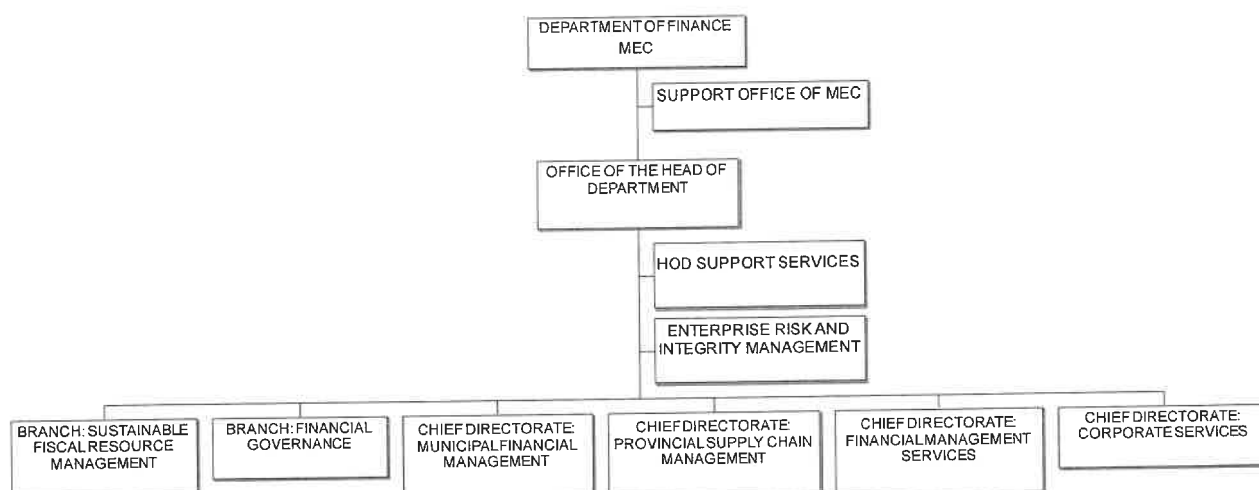 DEPARTMENT OF FINANCE
MEC
SUPPORT OFFICE OF MEC
OFFICE OF THE HEAD OF
DEPARTMENT
HOD SUPPORT SERVICES
ENTERPRISE RISK AND
INTEGRITY MANAGEMENT
BRANCH: SUSTAINABLE
FISCAL RESOURCE
MANAGEMENT
BRANCH: FINANCIAL
GOVERNANCE
CHIEF DIRECTORATE:
MUNICIPAL FINANCIAL
MANAGEMENT
CHIEF DIRECTORATE:
PROVINCIAL SUPPLY CHAIN
MANAGEMENT
CHIEF DIRECTORATE:
FINANCIAL MANAGEMENT
SERVICES
CHIEF DIRECTORATE:
CORPORATE SERVICES